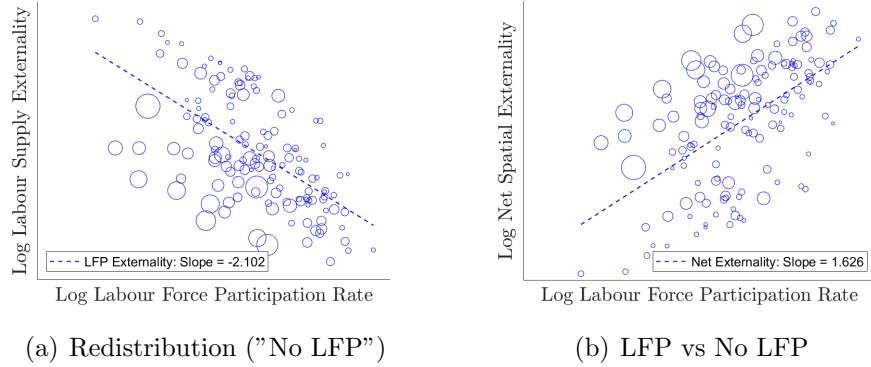 Log Labour Supply Externality
LFP Externality: Slope = -2.102
Log Labour Force Participation Rate
(a) Redistribution ("No LFP")
Log Net Spatial Externality
Net Externality: Slope = 1.626
Log Labour Force Participation Rate
(b) LFP vs No LFP